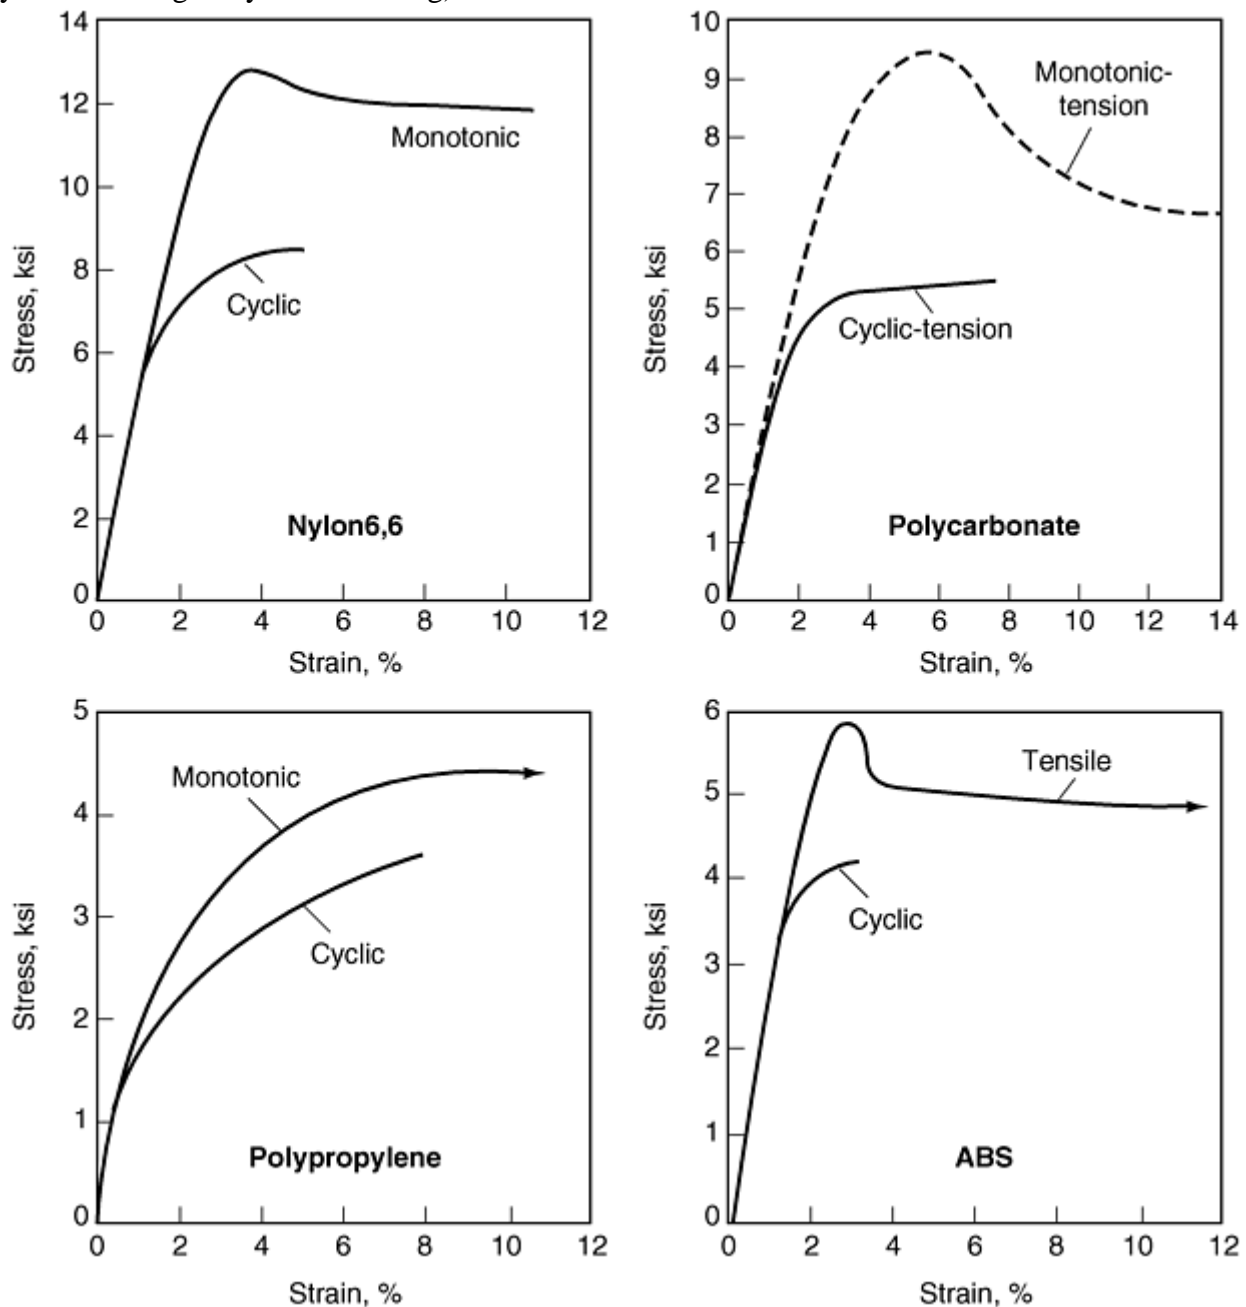 14
12
10
8
6
4
2
0
Stress, ksi
Monotonic
Cyclic
Nylon6,6
0 2 4 6 8 10 12
Strain, %
10
9
8
7
6
5
4
3
2
1
0
Stress, ksi
Monotonic-
tension
Cyclic-tension
Polycarbonate
0 2 4 6 8 10 12 14
Strain, %
5
4
3
2
1
0
Stress, ksi
Monotonic
Cyclic
Polypropylene
0 2 4 6 8 10 12
Strain, %
6
5
4
3
2
1
0
Stress, ksi
Tensile
Cyclic
ABS
0 2 4 6 8 10 12
Strain, %